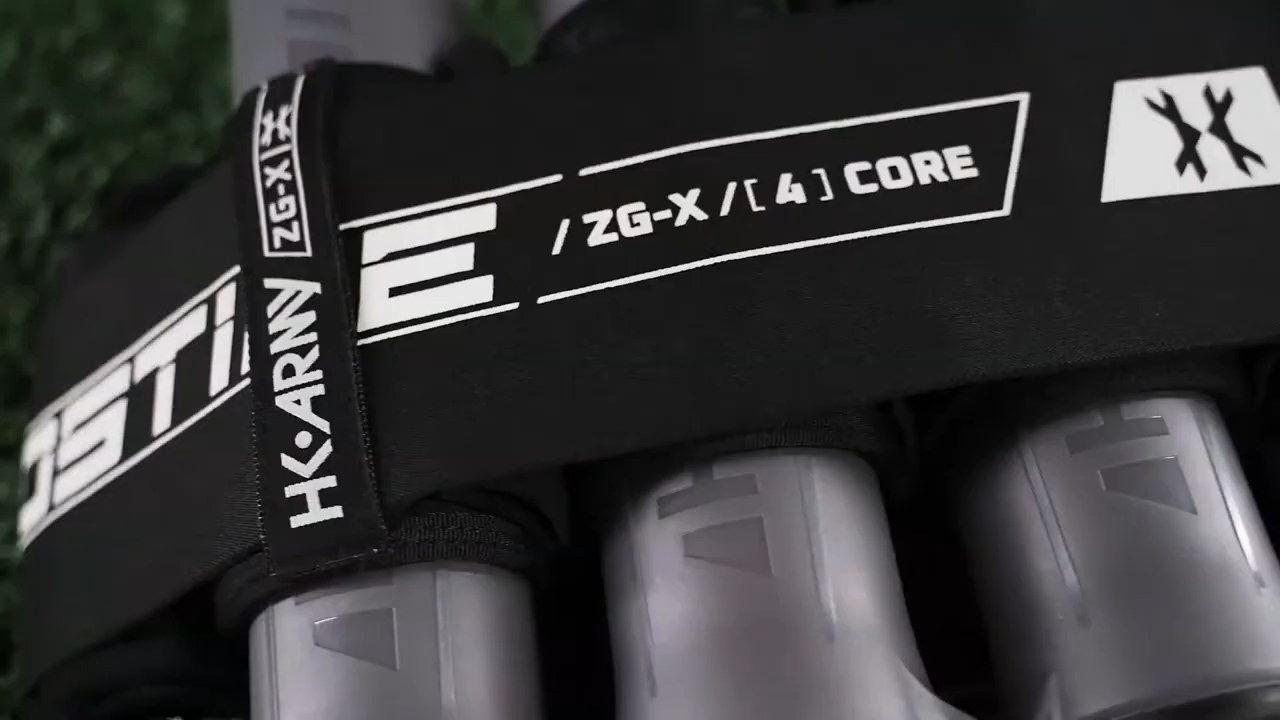 / ZG-X /[ 4 ] CORE
ZG-X
HK•ARMY